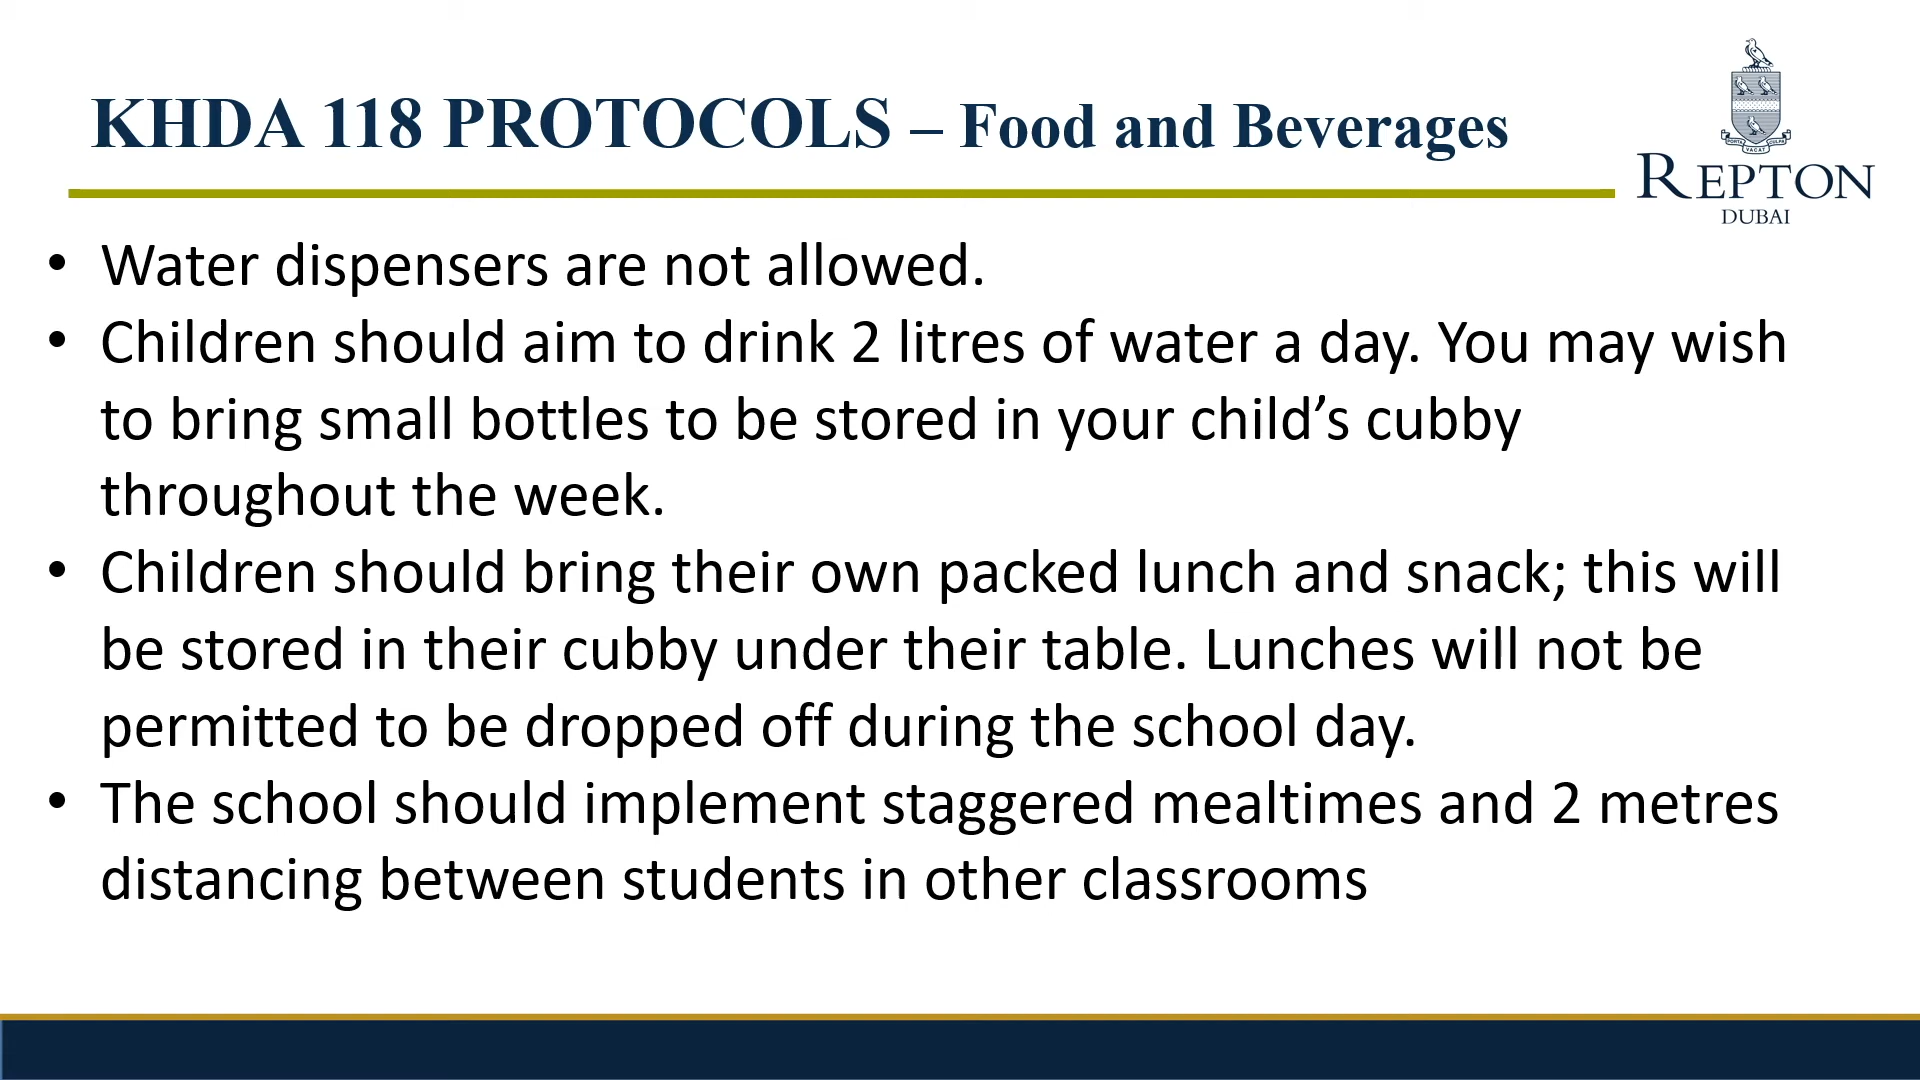 KHDA 118 PROTOCOLS – Food and Beverages
PORTA VACAT CULPA
REPTON
DUBAI
• Water dispensers are not allowed.
• Children should aim to drink 2 litres of water a day. You may wish
to bring small bottles to be stored in your child’s cubby
throughout the week.
• Children should bring their own packed lunch and snack; this will
be stored in their cubby under their table. Lunches will not be
permitted to be dropped off during the school day.
• The school should implement staggered mealtimes and 2 metres
distancing between students in other classrooms